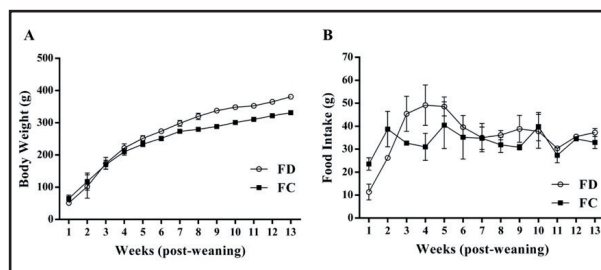 A
Body Weight (g)
500
400
300
200
100
0
FD
FC
1 2 3 4 5 6 7 8 9 10 11 12 13
Weeks (post-weaning)
B
Food Intake (g)
70
60
50
40
30
20
10
0
FD
FC
1 2 3 4 5 6 7 8 9 10 11 12 13
Weeks (post-weaning)